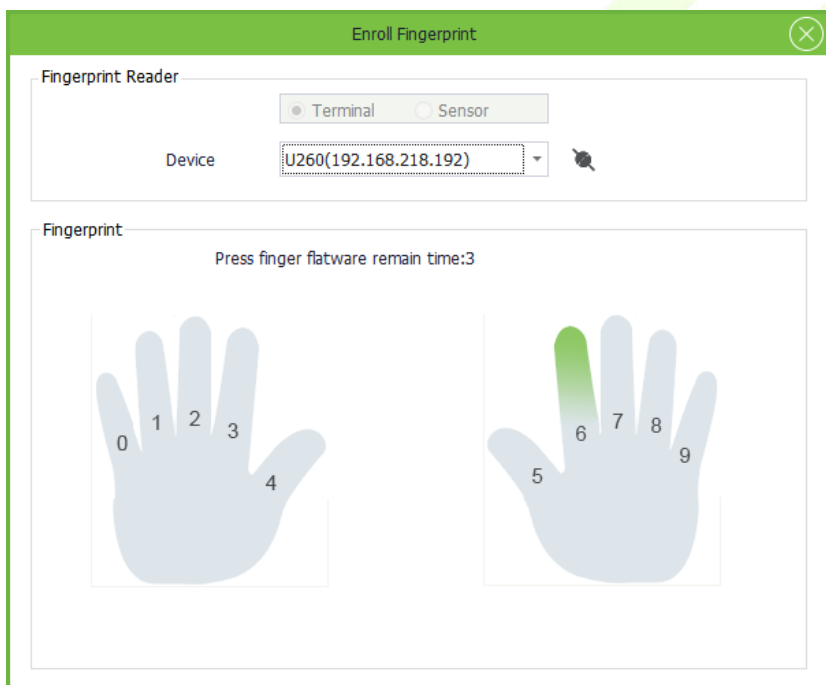 Enroll Fingerprint
Fingerprint Reader
Terminal Sensor
Device U260(192.168.218.192)
Fingerprint
Press finger flatware remain time:3
0 1 2 3 4 5 6 7 8 9